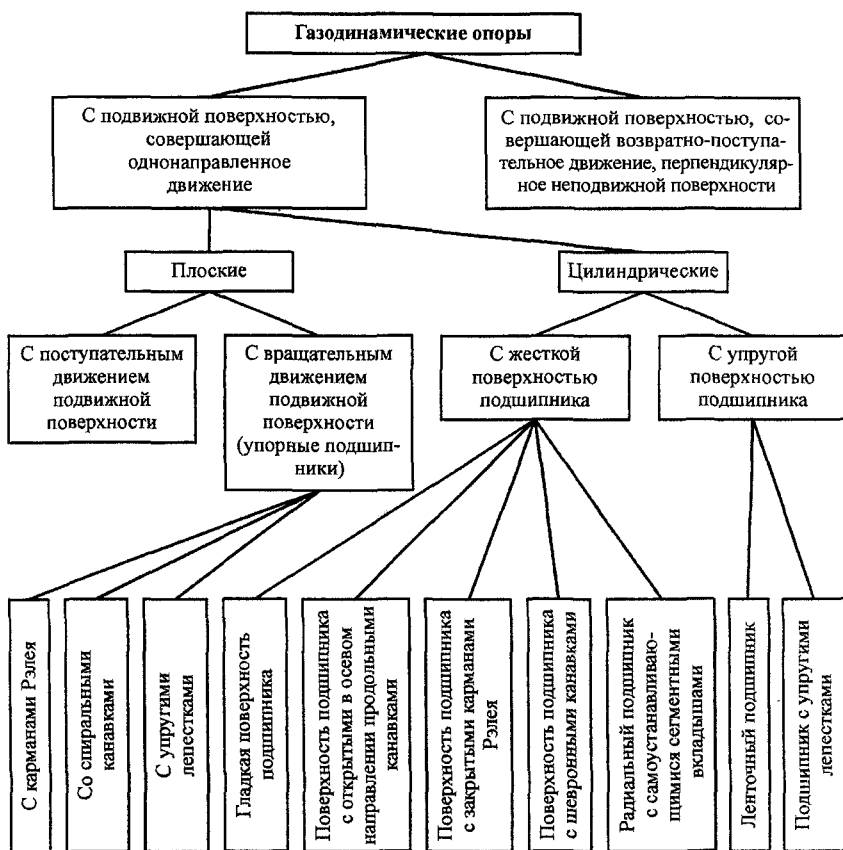 Газодинамические опоры
С подвижной поверхностью,
совершающей
однонаправленное
движение
С подвижной поверхностью, со-
вершающей возвратно-поступа-
тельное движение, перпендикуляр-
ное неподвижной поверхности
Плоские
Цилиндрические
С поступательным
движением
подвижной
поверхности
С вращательным
движением
подвижной
поверхности
(упорные подшип-
ники)
С жесткой
поверхностью
подшипника
С упругой
поверхностью
подшипника
С карманами Рэлея
Со спиральными
канавками
С упругими
лепестками
Гладкая поверхность
подшипника
Поверхность подшипника
с открытыми в осевом
направлении продольными
канавками
Поверхность подшипника
с закрытыми карманами
Рэлея
Поверхность подшипника
с шевронными канавками
Радиальный подшипник
с самоустанавливаю-
щимися сегментными
вкладышами
Ленточный подшипник
Подшипник с упругими
лепестками